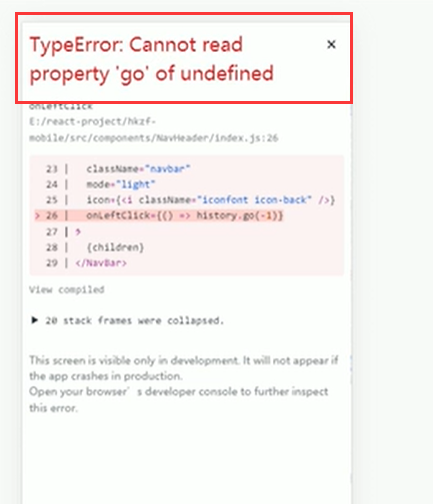 TypeError: Cannot read
property 'go' of undefined
×
onLeftClick
E:/react-project/hkzf-
mobile/src/components/NavHeader/index.js:26
23 | className="navbar"
24 | mode="light"
25 | icon={<i className="iconfont icon-back" />}
> 26 | onLeftClick={() => history.go(-1)}
27 | >
28 | {children}
29 | </NavBar>
View compiled
▶ 20 stack frames were collapsed.
This screen is visible only in development. It will not appear if
the app crashes in production.
Open your browser's developer console to further inspect
this error.